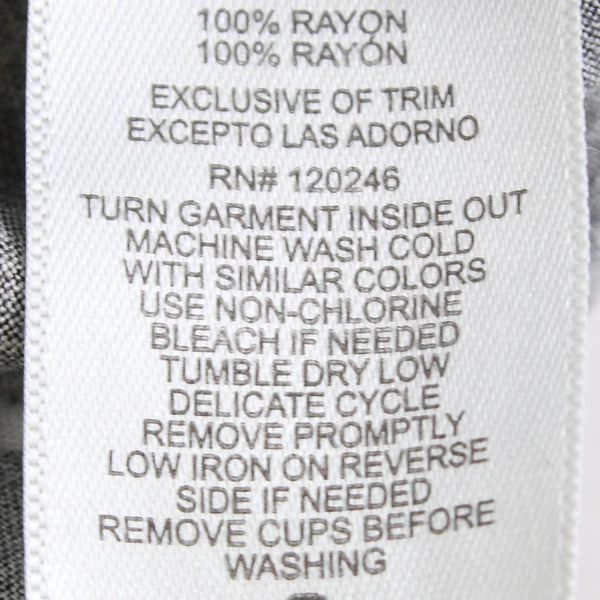 100% RAYON
100% RAYÓN
EXCLUSIVE OF TRIM
EXCEPTO LAS ADORNO
RN# 120246
TURN GARMENT INSIDE OUT
MACHINE WASH COLD
WITH SIMILAR COLORS
USE NON-CHLORINE
BLEACH IF NEEDED
TUMBLE DRY LOW
DELICATE CYCLE
REMOVE PROMPTLY
LOW IRON ON REVERSE
SIDE IF NEEDED
REMOVE CUPS BEFORE
WASHING